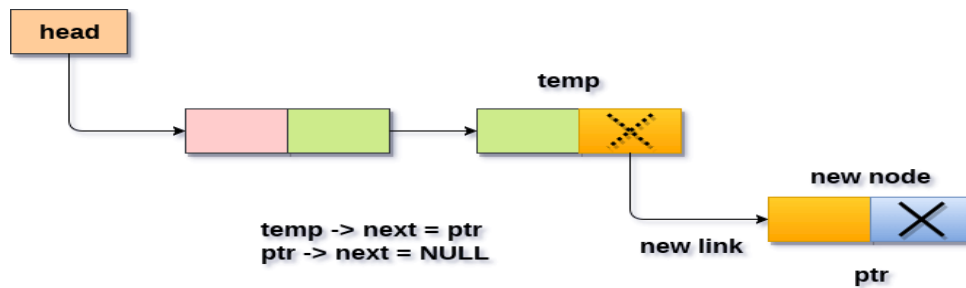 head
temp
new node
temp -> next = ptr
ptr -> next = NULL
new link
ptr